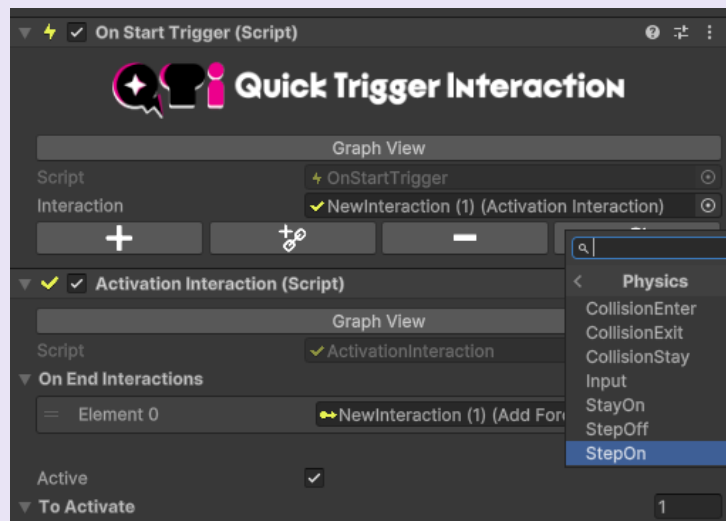 On Start Trigger (Script)
QTi Quick Trigger Interaction
Graph View
Script OnStartTrigger
Interaction NewInteraction (1) (Activation Interaction)
Activation Interaction (Script)
Graph View
Script ActivationInteraction
On End Interactions
Element 0 NewInteraction (1) (Add For
Active
To Activate 1
Physics
CollisionEnter
CollisionExit
CollisionStay
Input
StayOn
StepOff
StepOn